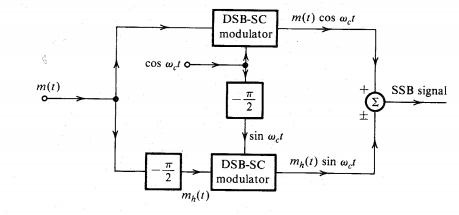 DSB-SC
modulator
m(t) cos ω_c t
cos ω_c t
m(t)
−π/2
+
Σ
±
SSB signal
sin ω_c t
−π/2
m_h(t)
DSB-SC
modulator
m_h(t) sin ω_c t